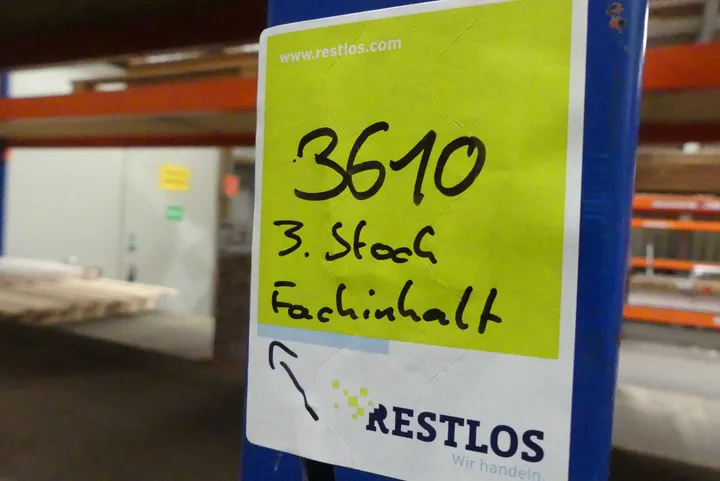 www.restlos.com
3610
3. Stock
Fachinhalt
RESTLOS
Wir handeln.